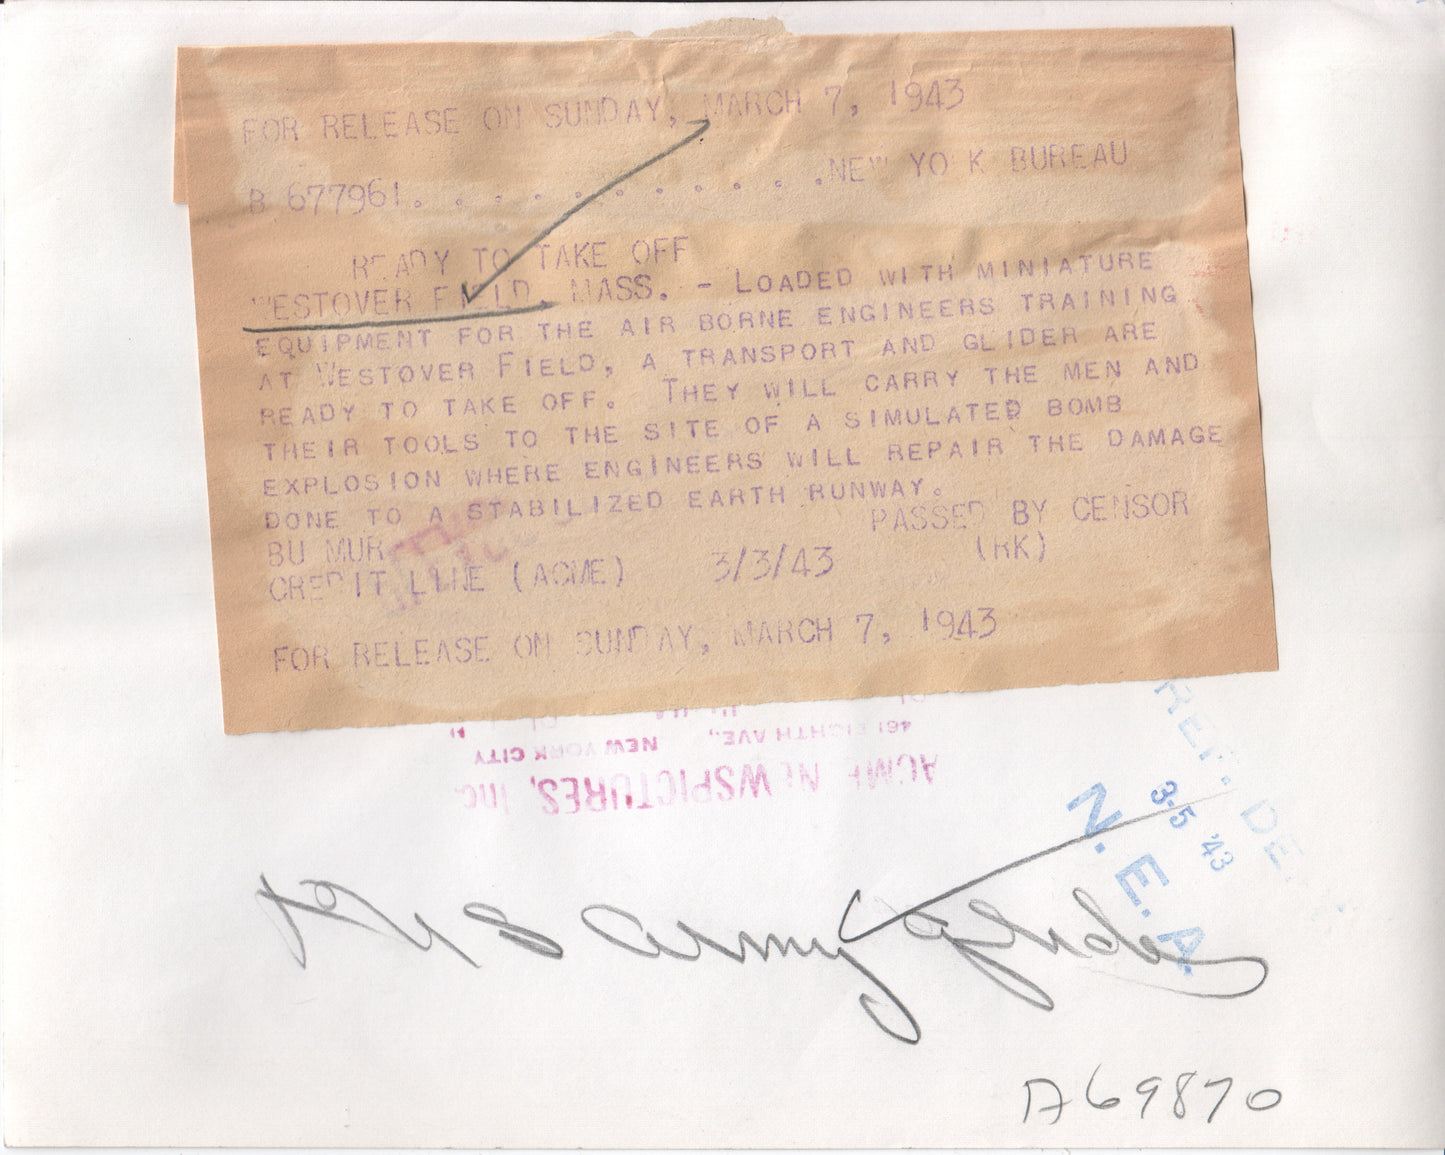 FOR RELEASE ON SUNDAY, MARCH 7, 1943
B 677961. . . . . . . . . . .NEW YO K BUREAU
READY TO TAKE OFF
WESTOVER FIELD, MASS. - LOADED WITH MINIATURE
EQUIPMENT FOR THE AIR BORNE ENGINEERS TRAINING
AT WESTOVER FIELD, A TRANSPORT AND GLIDER ARE
READY TO TAKE OFF. THEY WILL CARRY THE MEN AND
THEIR TOOLS TO THE SITE OF A SIMULATED BOMB
EXPLOSION WHERE ENGINEERS WILL REPAIR THE DAMAGE
DONE TO A STABILIZED EARTH RUNWAY.
BU MUR PASSED BY CENSOR
CREDIT LINE (ACME) 3/3/43 (RK)
FOR RELEASE ON SUNDAY, MARCH 7, 1943
461 EIGHTH AVE., NEW YORK CITY
ACME NEWSPICTURES, Inc.
REF. DE
3-5 '43
N.E.A.
US Army Glider
A69870